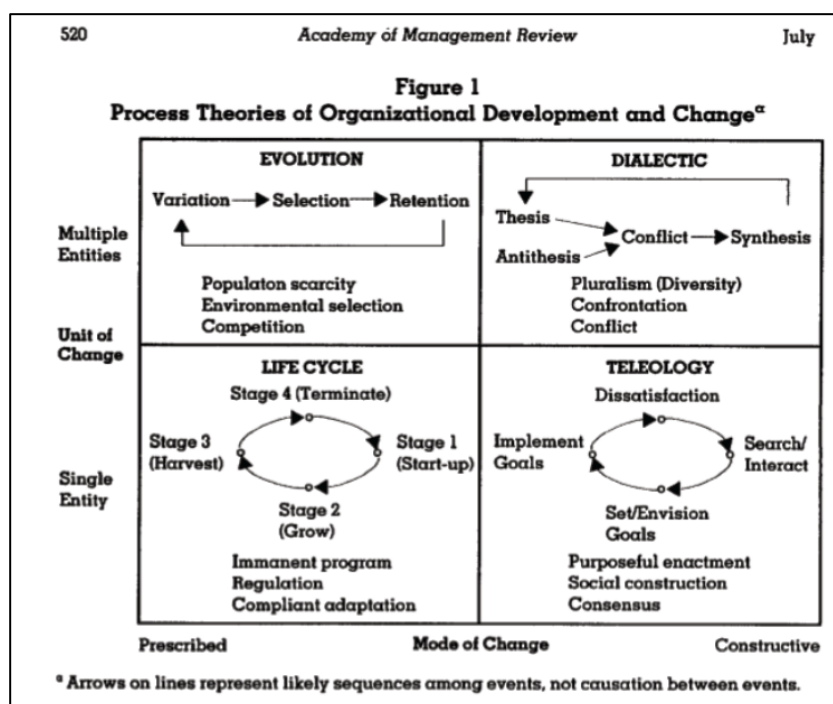 520 Academy of Management Review July
Figure 1
Process Theories of Organizational Development and Changeᵃ
EVOLUTION
Variation Selection Retention
Populaton scarcity
Environmental selection
Competition
DIALECTIC
Thesis
Antithesis
Conflict Synthesis
Pluralism (Diversity)
Confrontation
Conflict
Multiple
Entities
Unit of
Change
LIFE CYCLE
Stage 4 (Terminate)
Stage 3
(Harvest)
Stage 1
(Start-up)
Stage 2
(Grow)
Immanent program
Regulation
Compliant adaptation
TELEOLOGY
Dissatisfaction
Implement
Goals
Search/
Interact
Set/Envision
Goals
Purposeful enactment
Social construction
Consensus
Single
Entity
Prescribed Mode of Change Constructive
ᵃ Arrows on lines represent likely sequences among events, not causation between events.